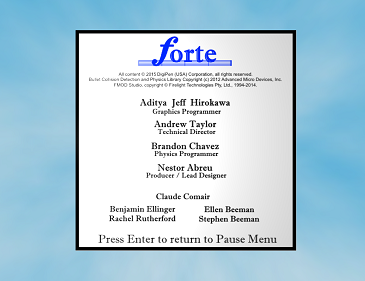 forte
All content © 2015 DigiPen (USA) Corporation, all rights reserved.
Bullet Collision Detection and Physics Library Copyright (c) 2012 Advanced Micro Devices, Inc.
FMOD Studio, copyright © Firelight Technologies Pty, Ltd., 1994-2014.
Aditya Jeff Hirokawa
Graphics Programmer
Andrew Taylor
Technical Director
Brandon Chavez
Physics Programmer
Nestor Abreu
Producer / Lead Designer
Claude Comair
Benjamin Ellinger Ellen Beeman
Rachel Rutherford Stephen Beeman
Press Enter to return to Pause Menu